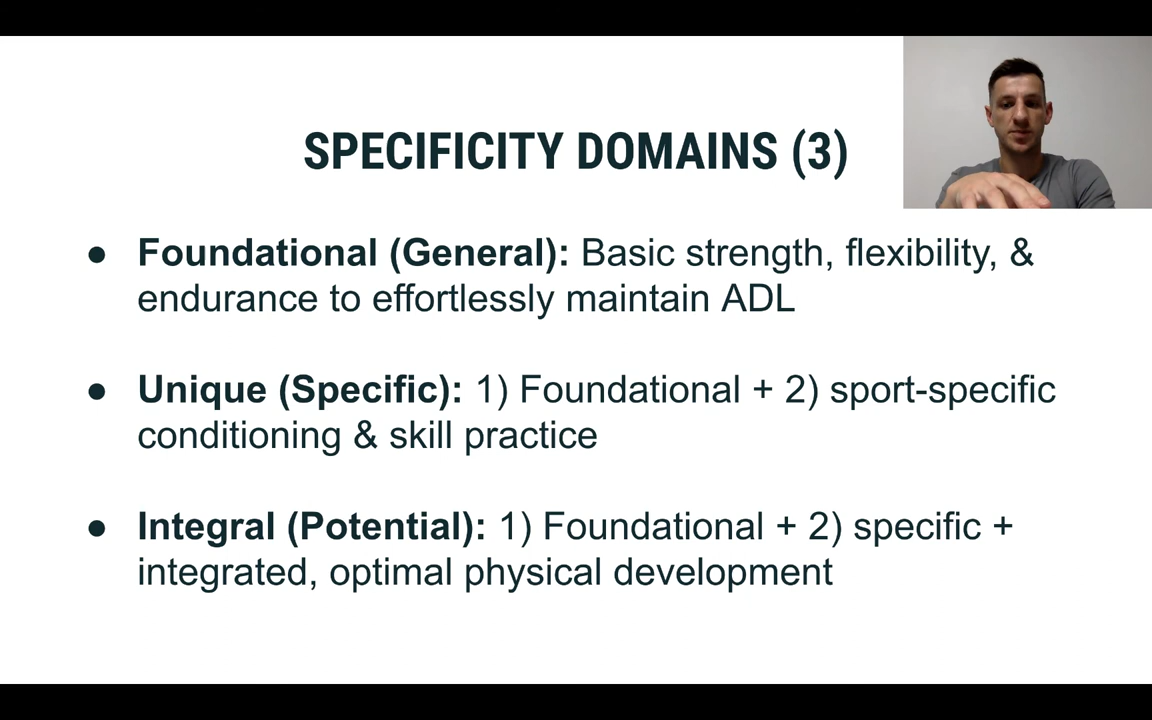 SPECIFICITY DOMAINS (3)
● Foundational (General): Basic strength, flexibility, &
endurance to effortlessly maintain ADL
● Unique (Specific): 1) Foundational + 2) sport-specific
conditioning & skill practice
● Integral (Potential): 1) Foundational + 2) specific +
integrated, optimal physical development